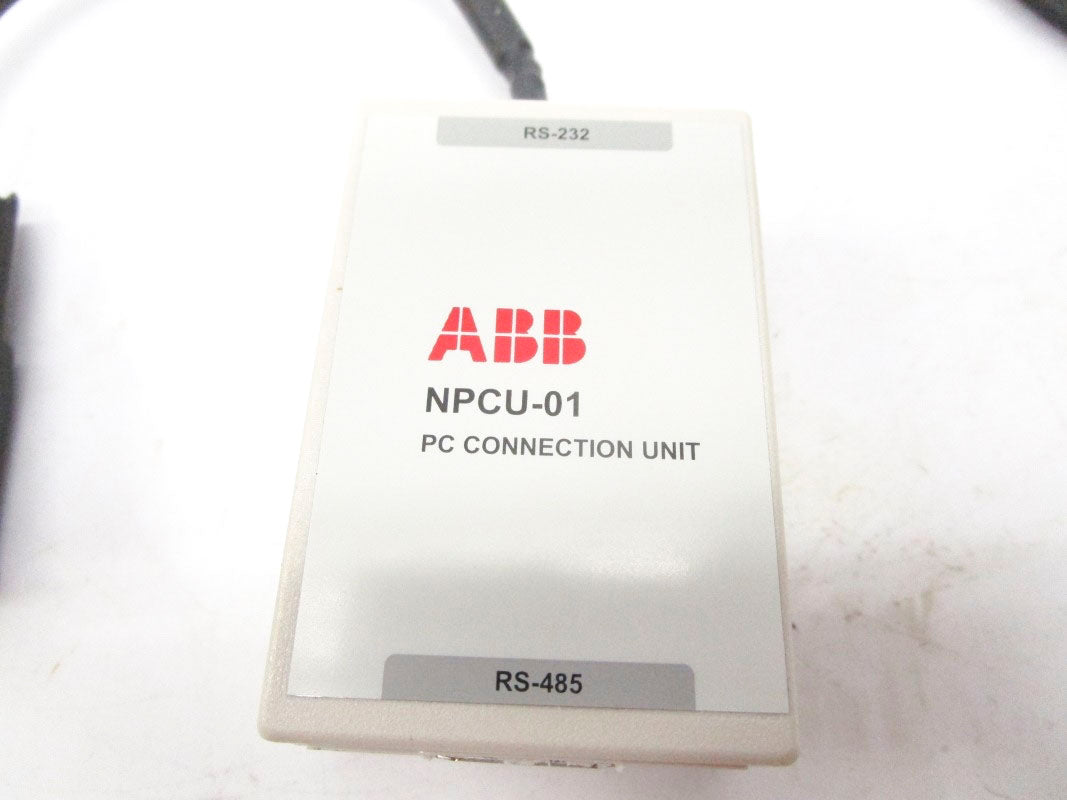 RS-232
ABB
NPCU-01
PC CONNECTION UNIT
RS-485